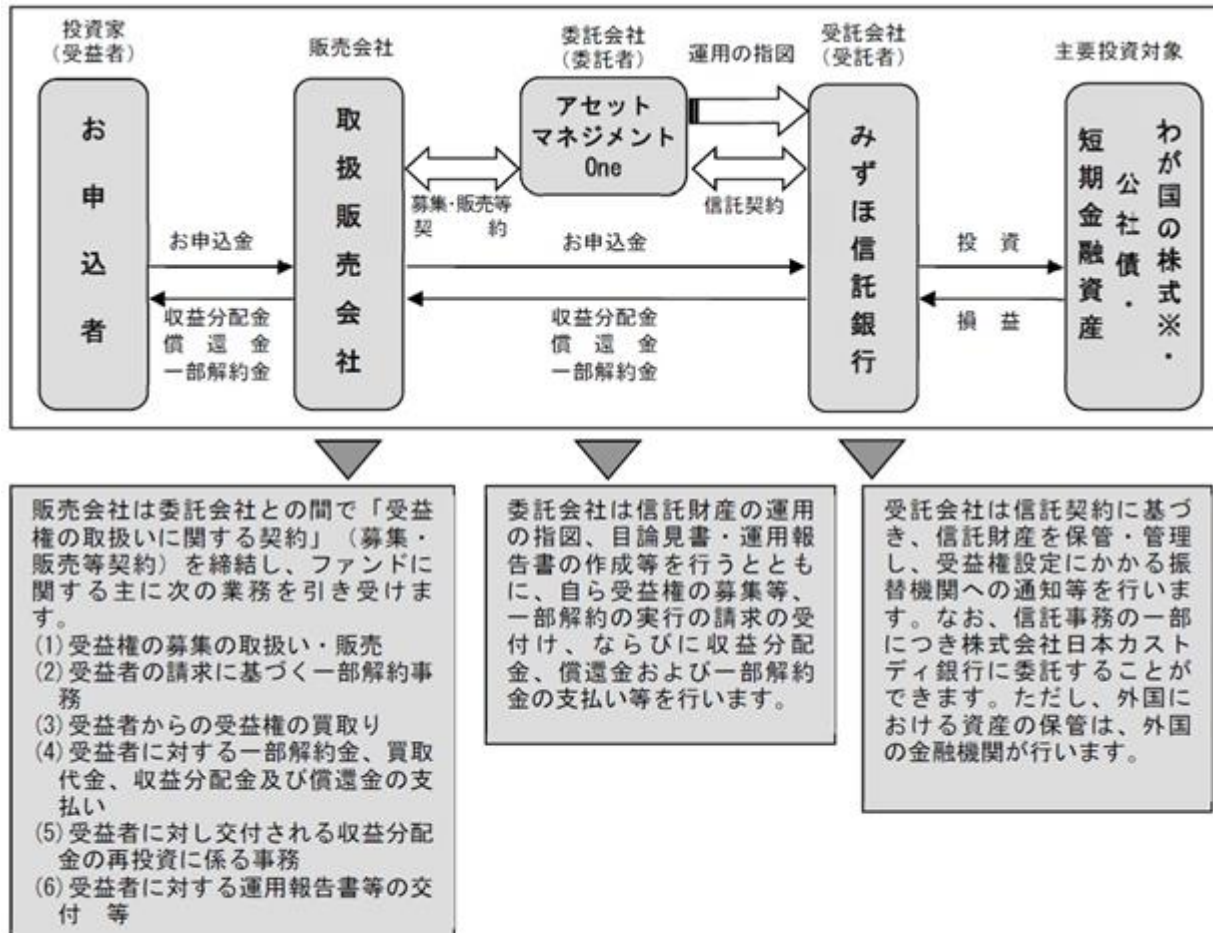 投資家
（受益者）
販売会社
委託会社
（委託者）
運用の指図
受託会社
（受託者）
主要投資対象
お申込者
取扱販売会社
アセット
マネジメント
One
みずほ信託銀行
わが国の株式※・
公社債・
短期金融資産
募集・販売等
契　約
信託契約
お申込金
お申込金
投　資
収益分配金
償　還　金
一部解約金
収益分配金
償　還　金
一部解約金
損　益
販売会社は委託会社との間で「受益
権の取扱いに関する契約」（募集・
販売等契約）を締結し、ファンドに
関する主に次の業務を引き受けま
す。
(1)受益権の募集の取扱い・販売
(2)受益者の請求に基づく一部解約事
務
(3)受益者からの受益権の買取り
(4)受益者に対する一部解約金、買取
代金、収益分配金及び償還金の支
払い
(5)受益者に対し交付される収益分配
金の再投資に係る事務
(6)受益者に対する運用報告書等の交
付　等
委託会社は信託財産の運用
の指図、目論見書・運用報
告書の作成等を行うととも
に、自ら受益権の募集等、
一部解約の実行の請求の受
付け、ならびに収益分配
金、償還金および一部解約
金の支払い等を行います。
受託会社は信託契約に基づ
き、信託財産を保管・管理
し、受益権設定にかかる振
替機関への通知等を行いま
す。なお、信託事務の一部
につき株式会社日本カスト
ディ銀行に委託することが
できます。ただし、外国に
おける資産の保管は、外国
の金融機関が行います。